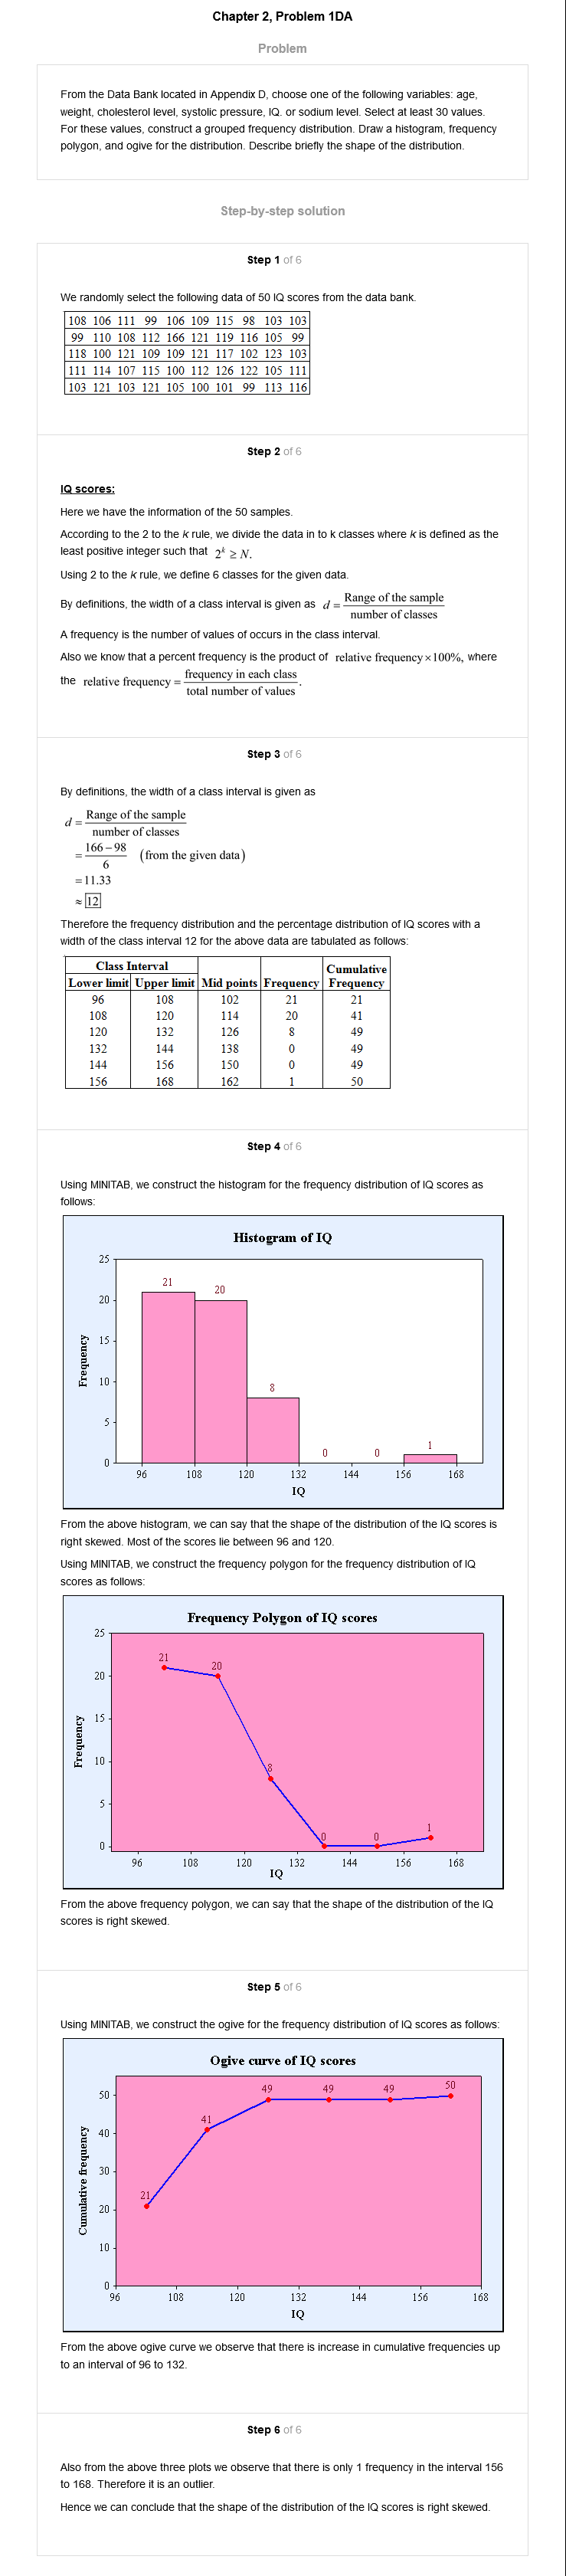 Chapter 2, Problem 1DA
Problem
From the Data Bank located in Appendix D, choose one of the following variables: age,
weight, cholesterol level, systolic pressure, IQ. or sodium level. Select at least 30 values.
For these values, construct a grouped frequency distribution. Draw a histogram, frequency
polygon, and ogive for the distribution. Describe briefly the shape of the distribution.
Step-by-step solution
Step 1 of 6
We randomly select the following data of 50 IQ scores from the data bank.
108 106 111 99 106 109 115 98 103 103
99 110 108 112 166 121 119 116 105 99
118 100 121 109 109 121 117 102 123 103
111 114 107 115 100 112 126 122 105 111
103 121 103 121 105 100 101 99 113 116
Step 2 of 6
IQ scores:
Here we have the information of the 50 samples.
According to the 2 to the k rule, we divide the data in to k classes where k is defined as the
least positive integer such that 2^k ≥ N.
Using 2 to the k rule, we define 6 classes for the given data.
By definitions, the width of a class interval is given as d = Range of the sample / number of classes
A frequency is the number of values of occurs in the class interval.
Also we know that a percent frequency is the product of relative frequency×100%, where
the relative frequency = frequency in each class / total number of values.
Step 3 of 6
By definitions, the width of a class interval is given as
d = Range of the sample / number of classes
= 166 − 98 / 6 (from the given data)
= 11.33
≈ 12
Therefore the frequency distribution and the percentage distribution of IQ scores with a
width of the class interval 12 for the above data are tabulated as follows:
Class Interval Cumulative
Lower limit Upper limit Mid points Frequency Frequency
96 108 102 21 21
108 120 114 20 41
120 132 126 8 49
132 144 138 0 49
144 156 150 0 49
156 168 162 1 50
Step 4 of 6
Using MINITAB, we construct the histogram for the frequency distribution of IQ scores as
follows:
Histogram of IQ
25
20
15
10
5
0
Frequency
21
20
8
0
0
1
96 108 120 132 144 156 168
IQ
From the above histogram, we can say that the shape of the distribution of the IQ scores is
right skewed. Most of the scores lie between 96 and 120.
Using MINITAB, we construct the frequency polygon for the frequency distribution of IQ
scores as follows:
Frequency Polygon of IQ scores
25
20
15
10
5
0
Frequency
21
20
8
0
0
1
96 108 120 132 144 156 168
IQ
From the above frequency polygon, we can say that the shape of the distribution of the IQ
scores is right skewed.
Step 5 of 6
Using MINITAB, we construct the ogive for the frequency distribution of IQ scores as follows:
Ogive curve of IQ scores
50
40
30
20
10
0
Cumulative frequency
21
41
49
49
49
50
96 108 120 132 144 156 168
IQ
From the above ogive curve we observe that there is increase in cumulative frequencies up
to an interval of 96 to 132.
Step 6 of 6
Also from the above three plots we observe that there is only 1 frequency in the interval 156
to 168. Therefore it is an outlier.
Hence we can conclude that the shape of the distribution of the IQ scores is right skewed.